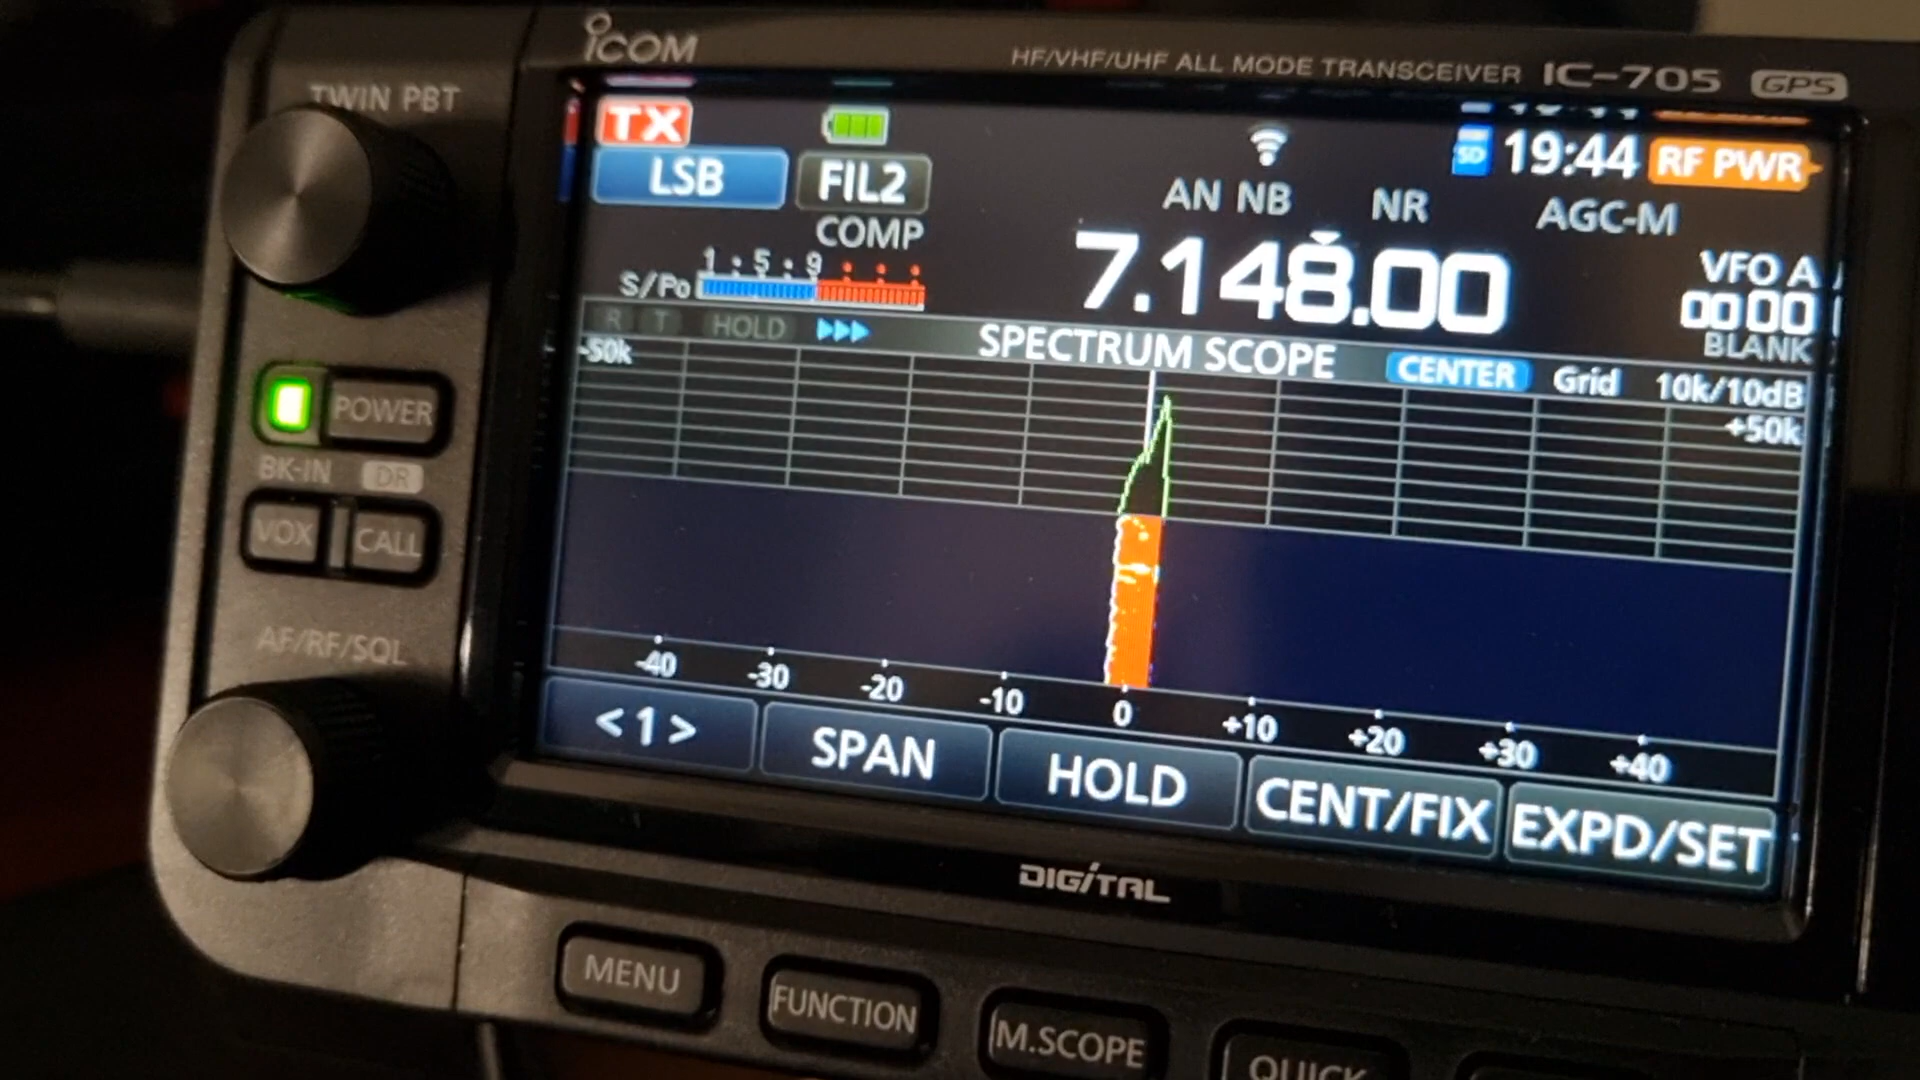 ICOM
HF/VHF/UHF ALL MODE TRANSCEIVER IC-705 GPS
TWIN PBT
TX
SD 19:44 RF PWR
LSB FIL2
AN NB NR AGC-M
COMP
1:5:9
S/Po
7.148.00
VFO A
0000
BLANK
R T HOLD
SPECTRUM SCOPE CENTER Grid 10k/10dB
-50k
+50k
POWER
BK-IN DR
VOX CALL
AF/RF/SQL
-40 -30 -20 -10 0 +10 +20 +30 +40
<1> SPAN HOLD CENT/FIX EXPD/SET
DIGITAL
MENU FUNCTION M.SCOPE QUICK